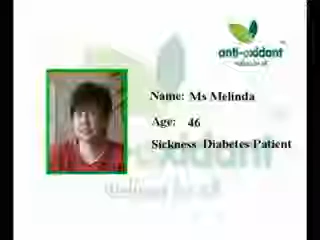 anti-oxidant
Name: Ms Melinda
Age: 46
Sickness Diabetes Patient